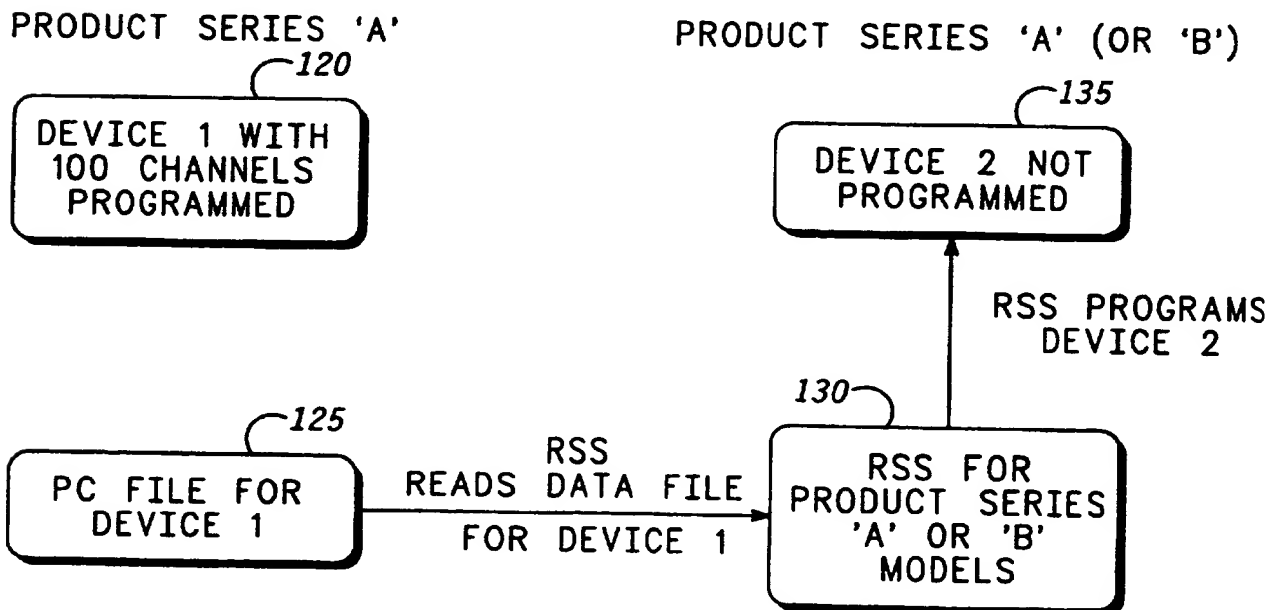 PRODUCT SERIES 'A'
120
DEVICE 1 WITH
100 CHANNELS
PROGRAMMED
PRODUCT SERIES 'A' (OR 'B')
135
DEVICE 2 NOT
PROGRAMMED
RSS PROGRAMS
DEVICE 2
125
PC FILE FOR
DEVICE 1
RSS
READS DATA FILE
FOR DEVICE 1
130
RSS FOR
PRODUCT SERIES
'A' OR 'B'
MODELS